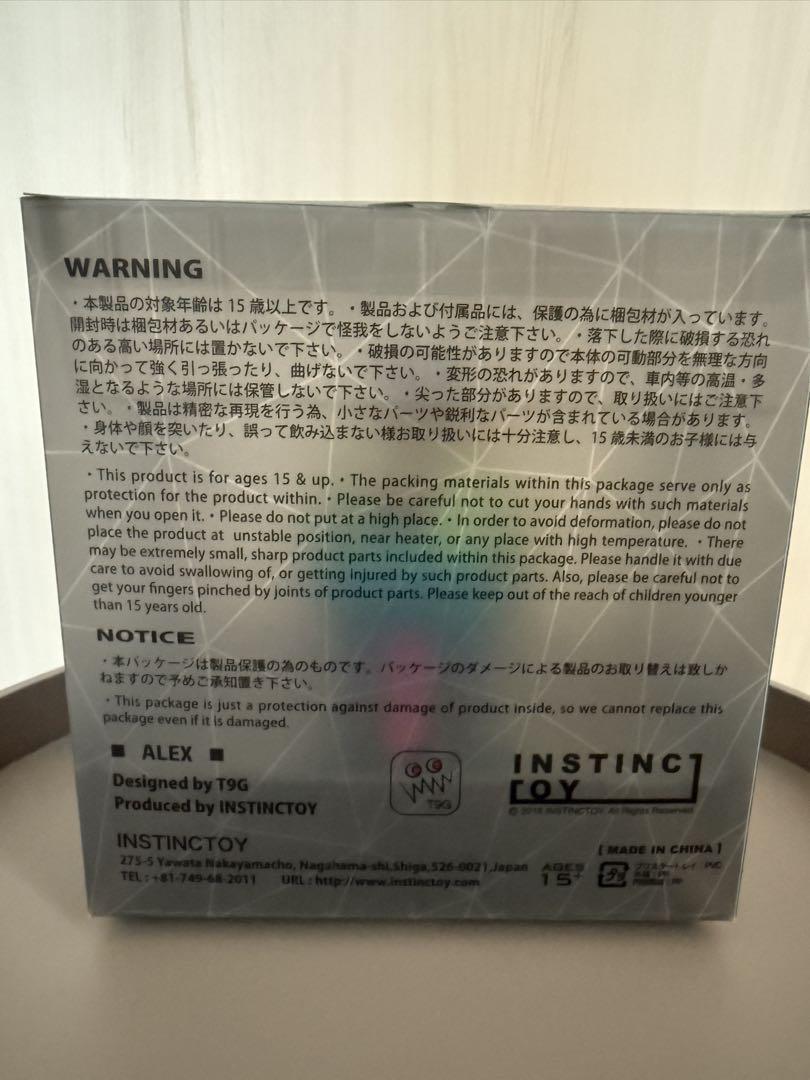 WARNING
・本製品の対象年齢は 15 歳以上です。・製品および付属品には、保護の為に梱包材が入っています。
開封時は梱包材あるいはパッケージで怪我をしないようご注意下さい。・落下した際に破損する恐れ
のある高い場所には置かないで下さい。・破損の可能性がありますので本体の可動部分を無理な方向
に向かって強く引っ張ったり、曲げないで下さい。・変形の恐れがありますので、車内等の高温・多
湿となるような場所には保管しないで下さい。・尖った部分がありますので、取り扱いにはご注意下
さい。・製品は精密な再現を行う為、小さなパーツや鋭利なパーツが含まれている場合があります。
・身体や顔を突いたり、誤って飲み込まない様お取り扱いには十分注意し、15 歳未満のお子様には与
えないで下さい。
・This product is for ages 15 & up.・The packing materials within this package serve only as
protection for the product within.・Please be careful not to cut your hands with such materials
when you open it.・Please do not put at a high place.・In order to avoid deformation, please do not
place the product at unstable position, near heater, or any place with high temperature. ・There
may be extremely small, sharp product parts included within this package. Please handle it with due
care to avoid swallowing of, or getting injured by such product parts. Also, please be careful not to
get your fingers pinched by joints of product parts. Please keep out of the reach of children younger
than 15 years old.
NOTICE
・本パッケージは製品保護の為のものです。パッケージのダメージによる製品のお取り替えは致しか
ねますので予めご承知置き下さい。
・This package is just a protection against damage of product inside, so we cannot replace this
package even if it is damaged.
■ ALEX ■
Designed by T9G
Produced by INSTINCTOY
T9G
INSTINC
TOY
INSTINCTOY. All Rights Reserved.
INSTINCTOY
275-5 Yawata Nakayamacho, Nagahama-shi,Shiga,526-0021,Japan
TEL : +81-749-68-2011 URL : http://www.instinctoy.com
AGES
15+
[ MADE IN CHINA ]
プラ
ブリスタートレイ : PVC